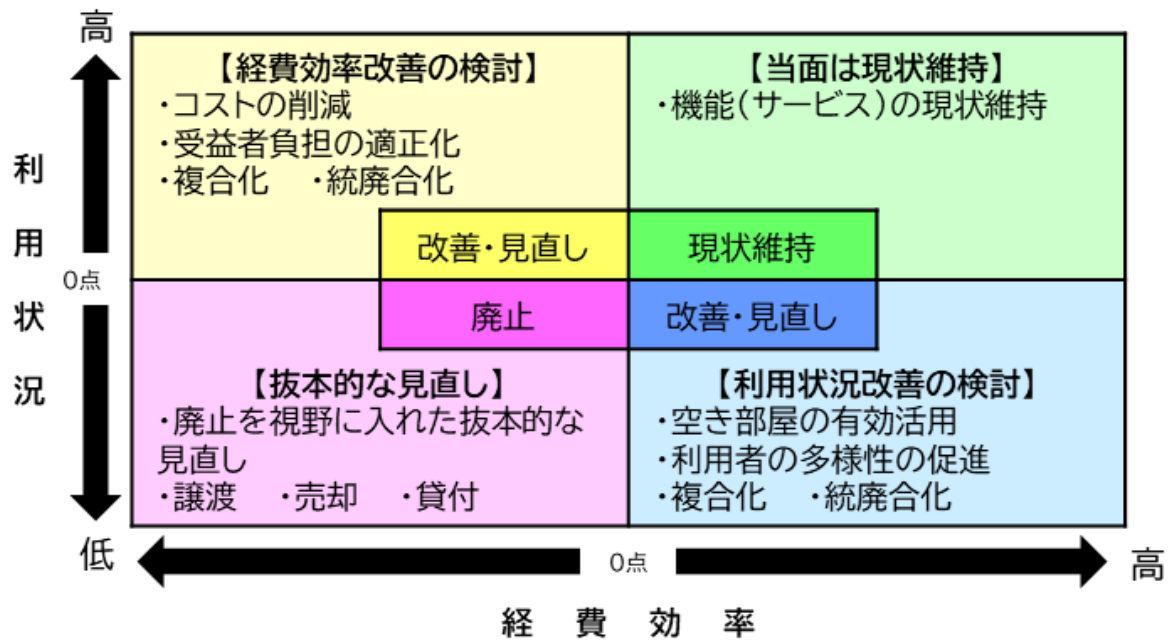 高
【経費効率改善の検討】
・コストの削減
・受益者負担の適正化
・複合化 ・統廃合化
【当面は現状維持】
・機能（サービス）の現状維持
利用状況
0点
改善・見直し
現状維持
廃止
改善・見直し
【抜本的な見直し】
・廃止を視野に入れた抜本的な
見直し
・譲渡 ・売却 ・貸付
【利用状況改善の検討】
・空き部屋の有効活用
・利用者の多様性の促進
・複合化 ・統廃合化
低
0点
高
経費効率